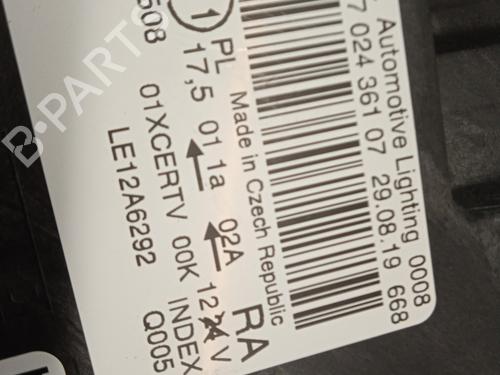 Automotive Lighting 0008
7 024 361 07 29.08.19 668
Made in Czech Republic
1 PL RA
17,5 01 1a 02A 12 V
508 01XCERTV 00K INDEX
LE12A6292 Q005
B-PARTS